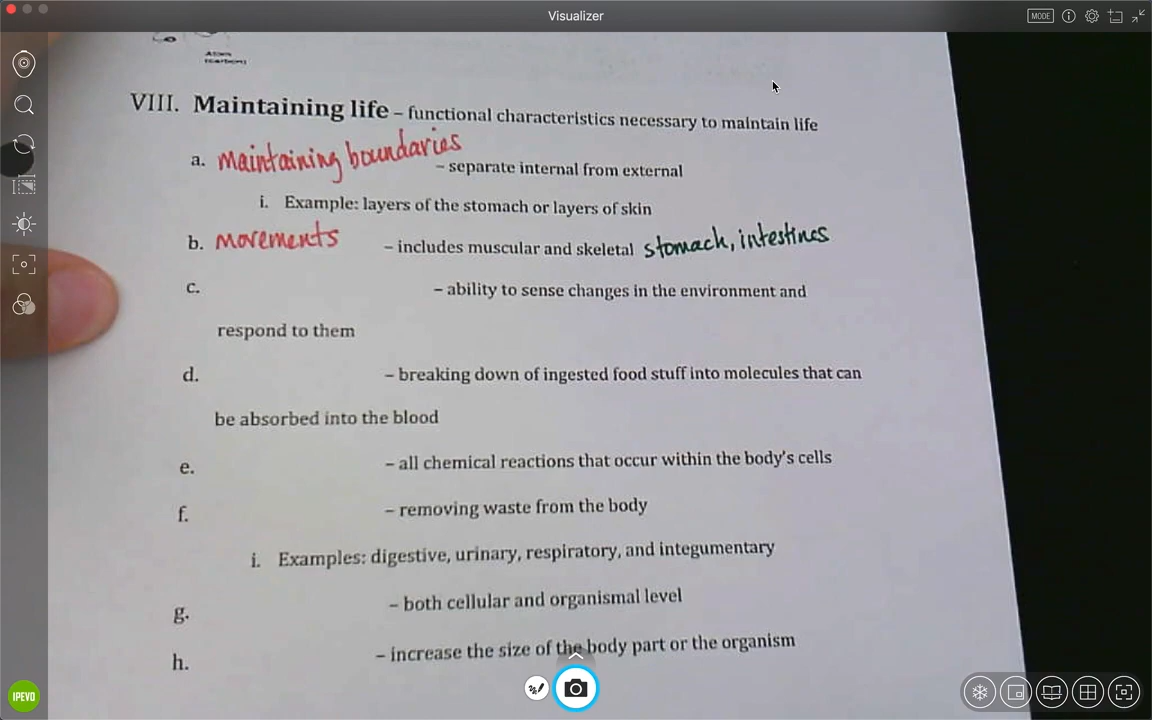 Visualizer
MODE
Atom
(carbon)
VIII. Maintaining life – functional characteristics necessary to maintain life
a. maintaining boundaries – separate internal from external
i. Example: layers of the stomach or layers of skin
b. movements – includes muscular and skeletal stomach, intestines
c. – ability to sense changes in the environment and
respond to them
d. – breaking down of ingested food stuff into molecules that can
be absorbed into the blood
e. – all chemical reactions that occur within the body's cells
f. – removing waste from the body
i. Examples: digestive, urinary, respiratory, and integumentary
g. – both cellular and organismal level
h. – increase the size of the body part or the organism
IPEVO